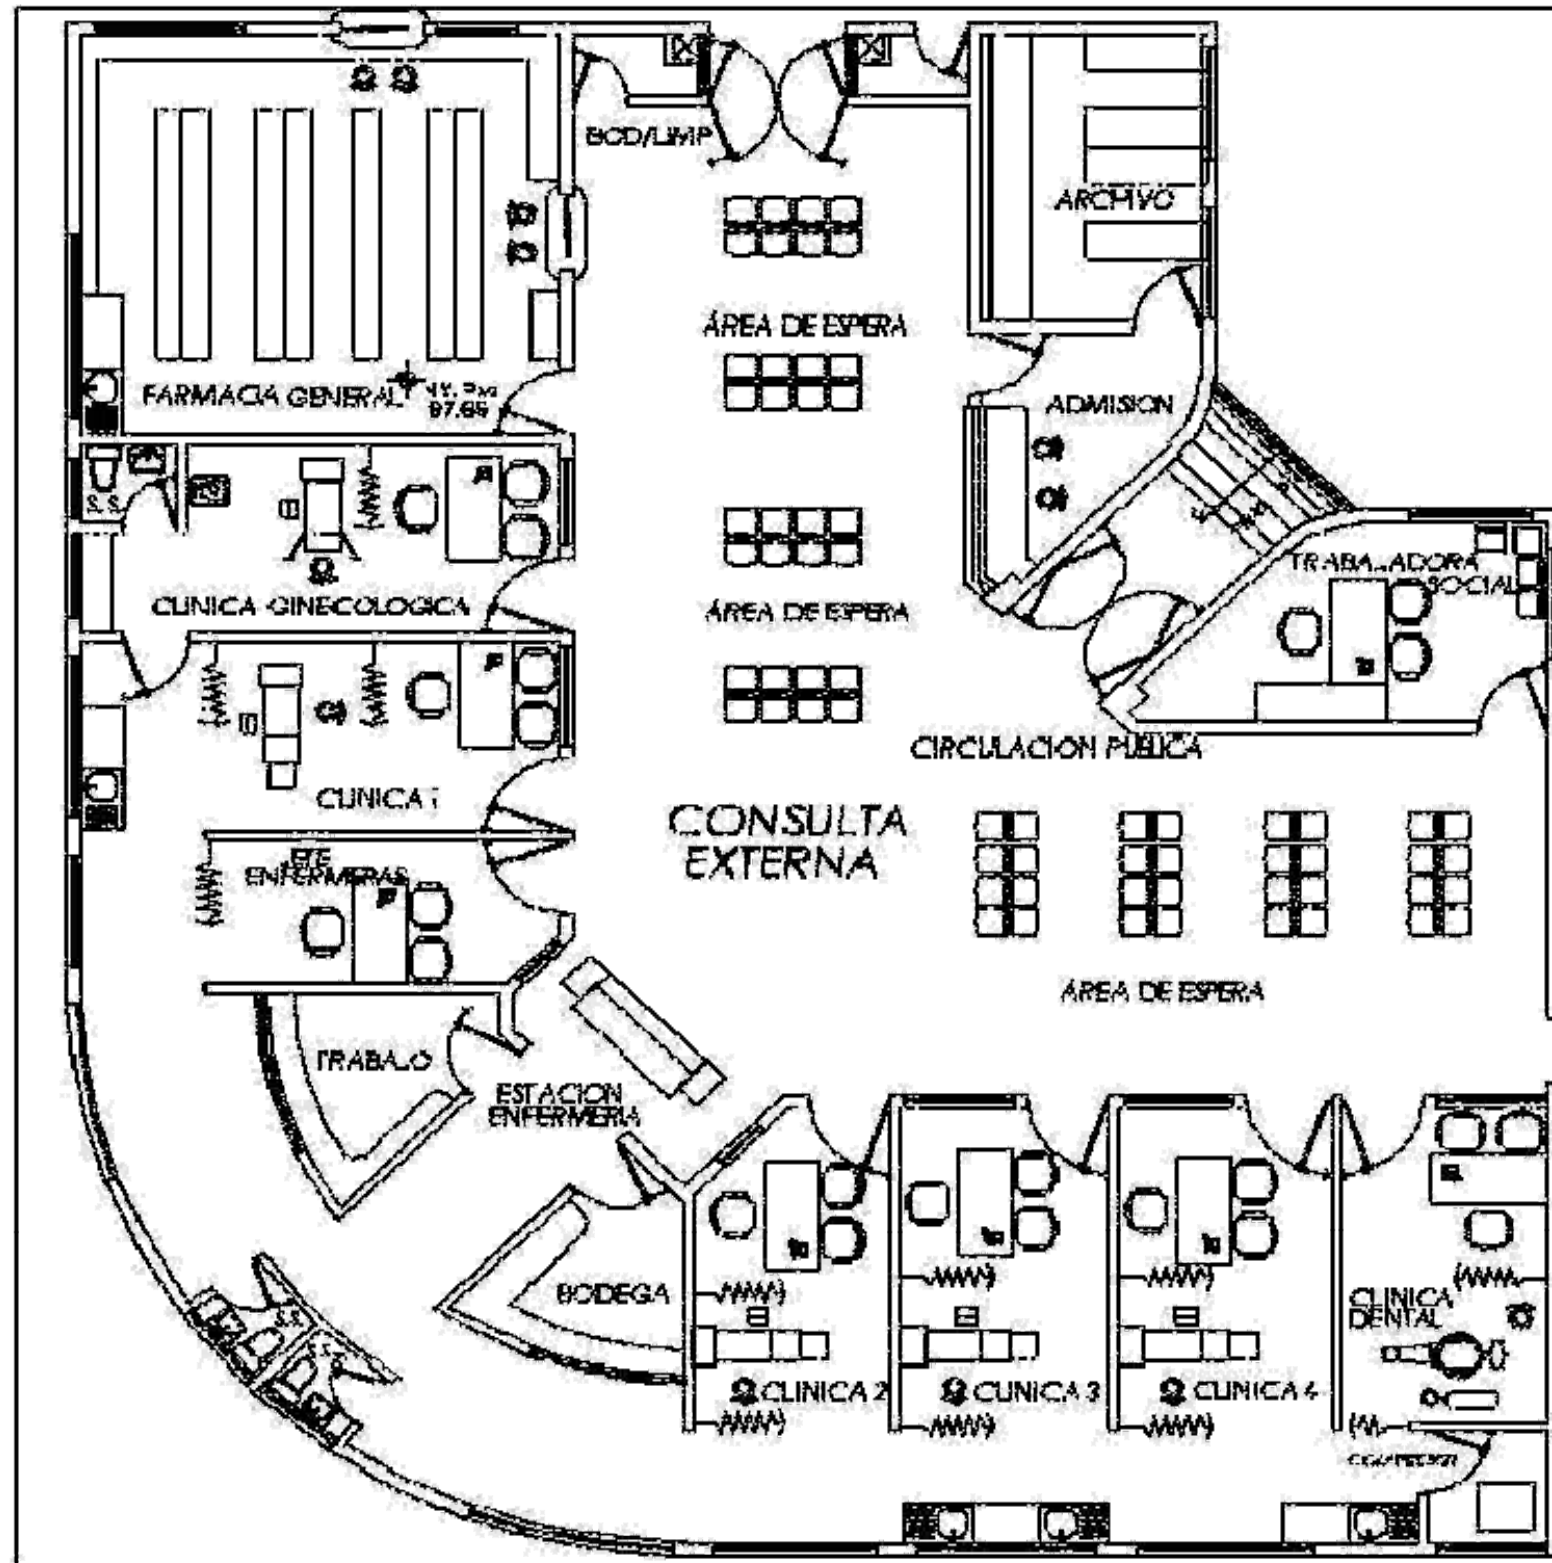 BOD/LIMP
ARCHIVO
ÁREA DE ESPERA
FARMACIA GENERAL
97.65
ADMISION
TRABAJADORA
SOCIAL
CLINICA GINECOLOGICA
ÁREA DE ESPERA
CIRCULACION PUBLICA
CLINICA 1
CONSULTA
EXTERNA
ENFERMERAS
ÁREA DE ESPERA
TRABAJO
ESTACION
ENFERMERIA
BODEGA
CLINICA
DENTAL
CLINICA 2
CLINICA 3
CLINICA 4